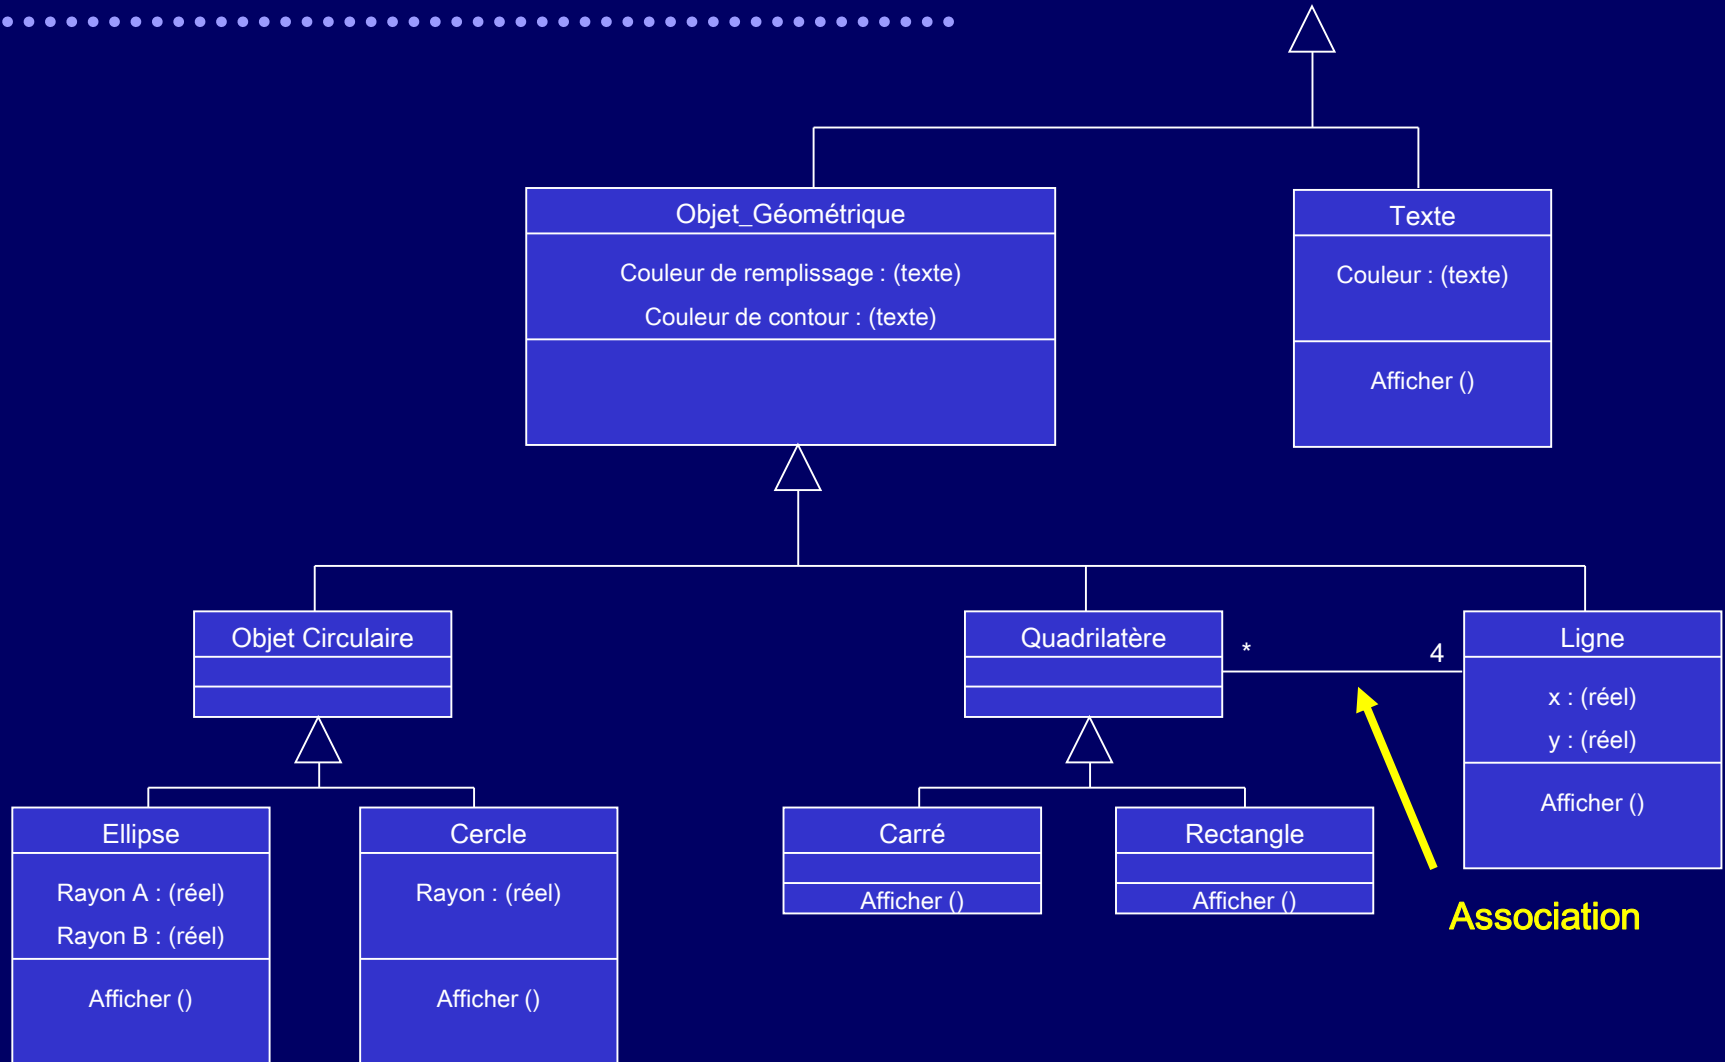 Objet_Géométrique
Couleur de remplissage : (texte)
Couleur de contour : (texte)
Texte
Couleur : (texte)
Afficher ()
Objet Circulaire
Quadrilatère
* 4
Ligne
x : (réel)
y : (réel)
Afficher ()
Ellipse
Rayon A : (réel)
Rayon B : (réel)
Afficher ()
Cercle
Rayon : (réel)
Afficher ()
Carré
Afficher ()
Rectangle
Afficher ()
Association